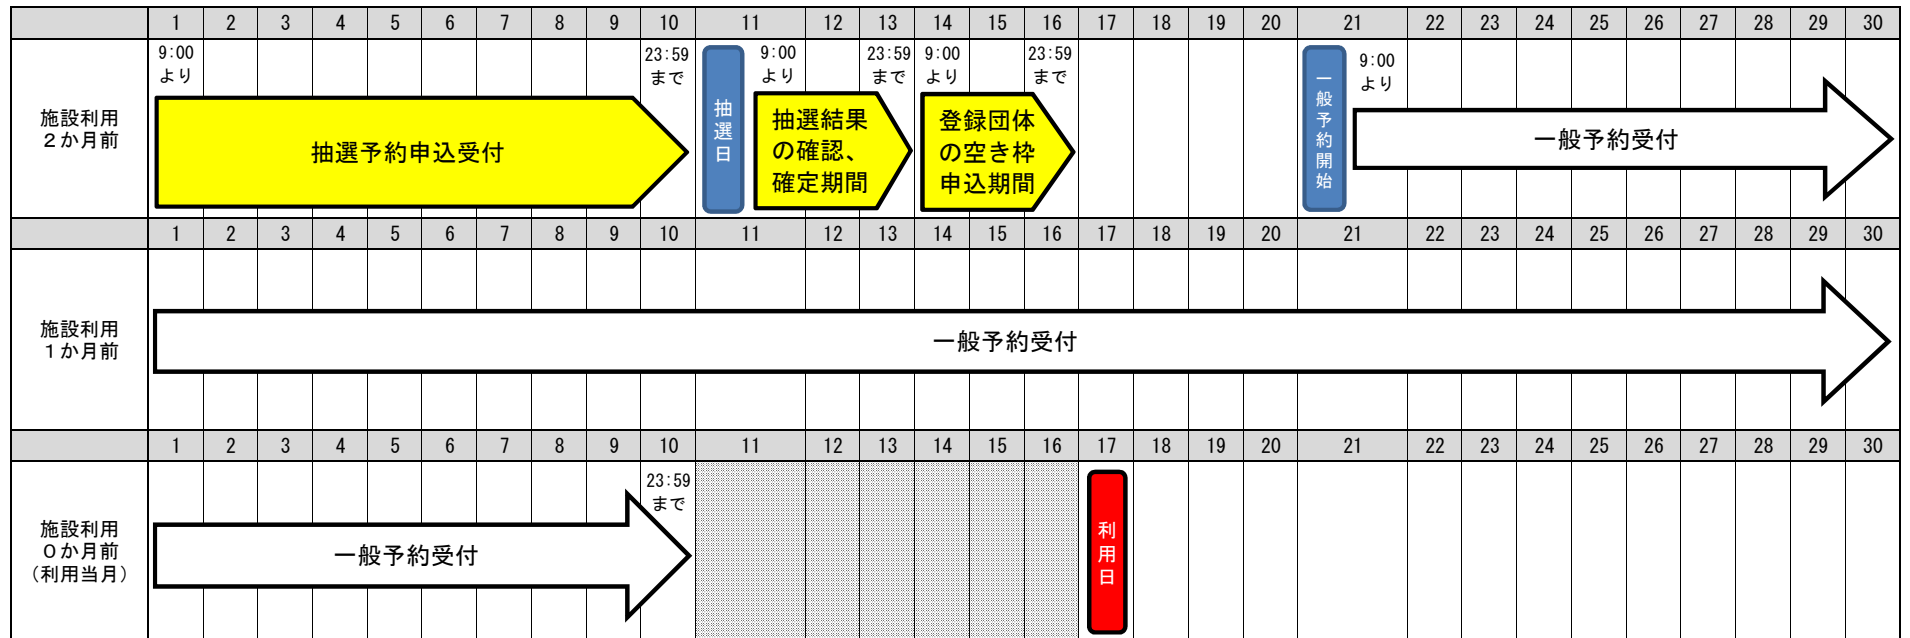 1 2 3 4 5 6 7 8 9 10 11 12 13 14 15 16 17 18 19 20 21 22 23 24 25 26 27 28 29 30
施設利用
２か月前
9:00
より
抽選予約申込受付
23:59
まで
抽選日
9:00
より
抽選結果
の確認、
確定期間
23:59
まで
9:00
より
登録団体
の空き枠
申込期間
23:59
まで
一般予約開始
9:00
より
一般予約受付
1 2 3 4 5 6 7 8 9 10 11 12 13 14 15 16 17 18 19 20 21 22 23 24 25 26 27 28 29 30
施設利用
１か月前
一般予約受付
1 2 3 4 5 6 7 8 9 10 11 12 13 14 15 16 17 18 19 20 21 22 23 24 25 26 27 28 29 30
施設利用
０か月前
（利用当月）
一般予約受付
23:59
まで
利用日